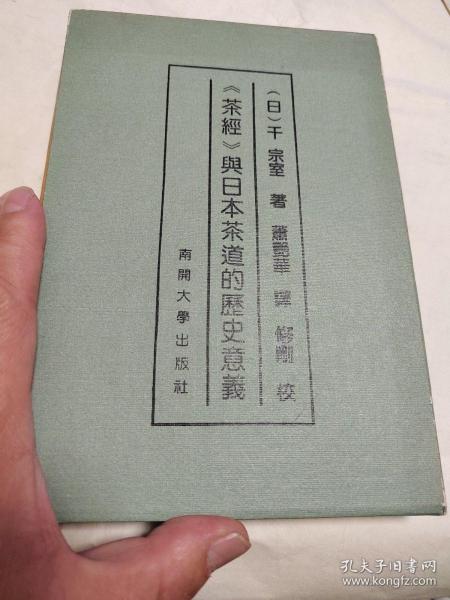 （日）千 宗室 著 蕭艷華 譯 修剛 校
《茶經》與日本茶道的歷史意義
南開大學出版社
孔夫子旧书网
www.kongfz.com